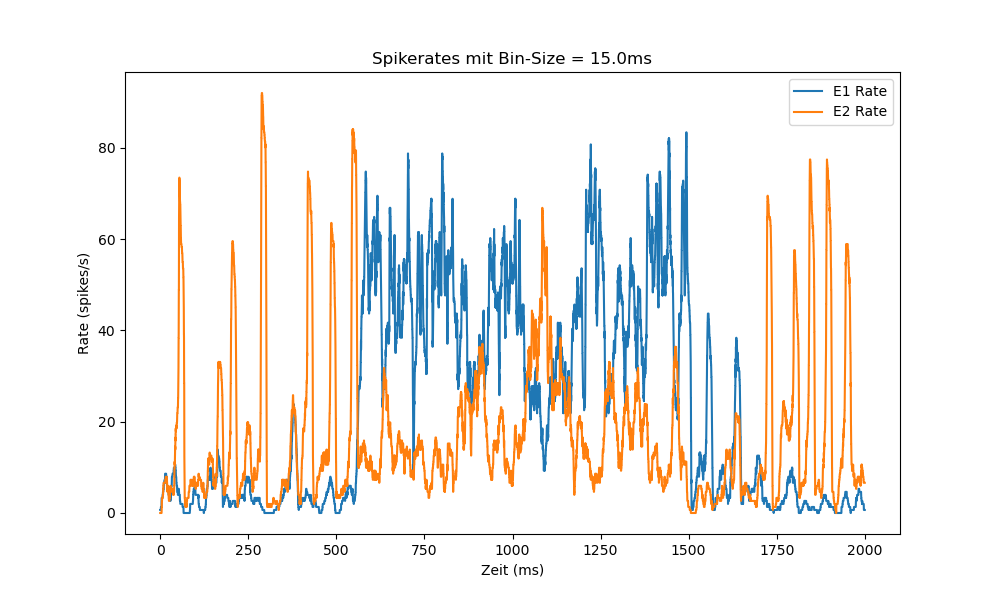 Spikerates mit Bin-Size = 15.0ms
E1 Rate
E2 Rate
Rate (spikes/s)
80
60
40
20
0
0 250 500 750 1000 1250 1500 1750 2000
Zeit (ms)